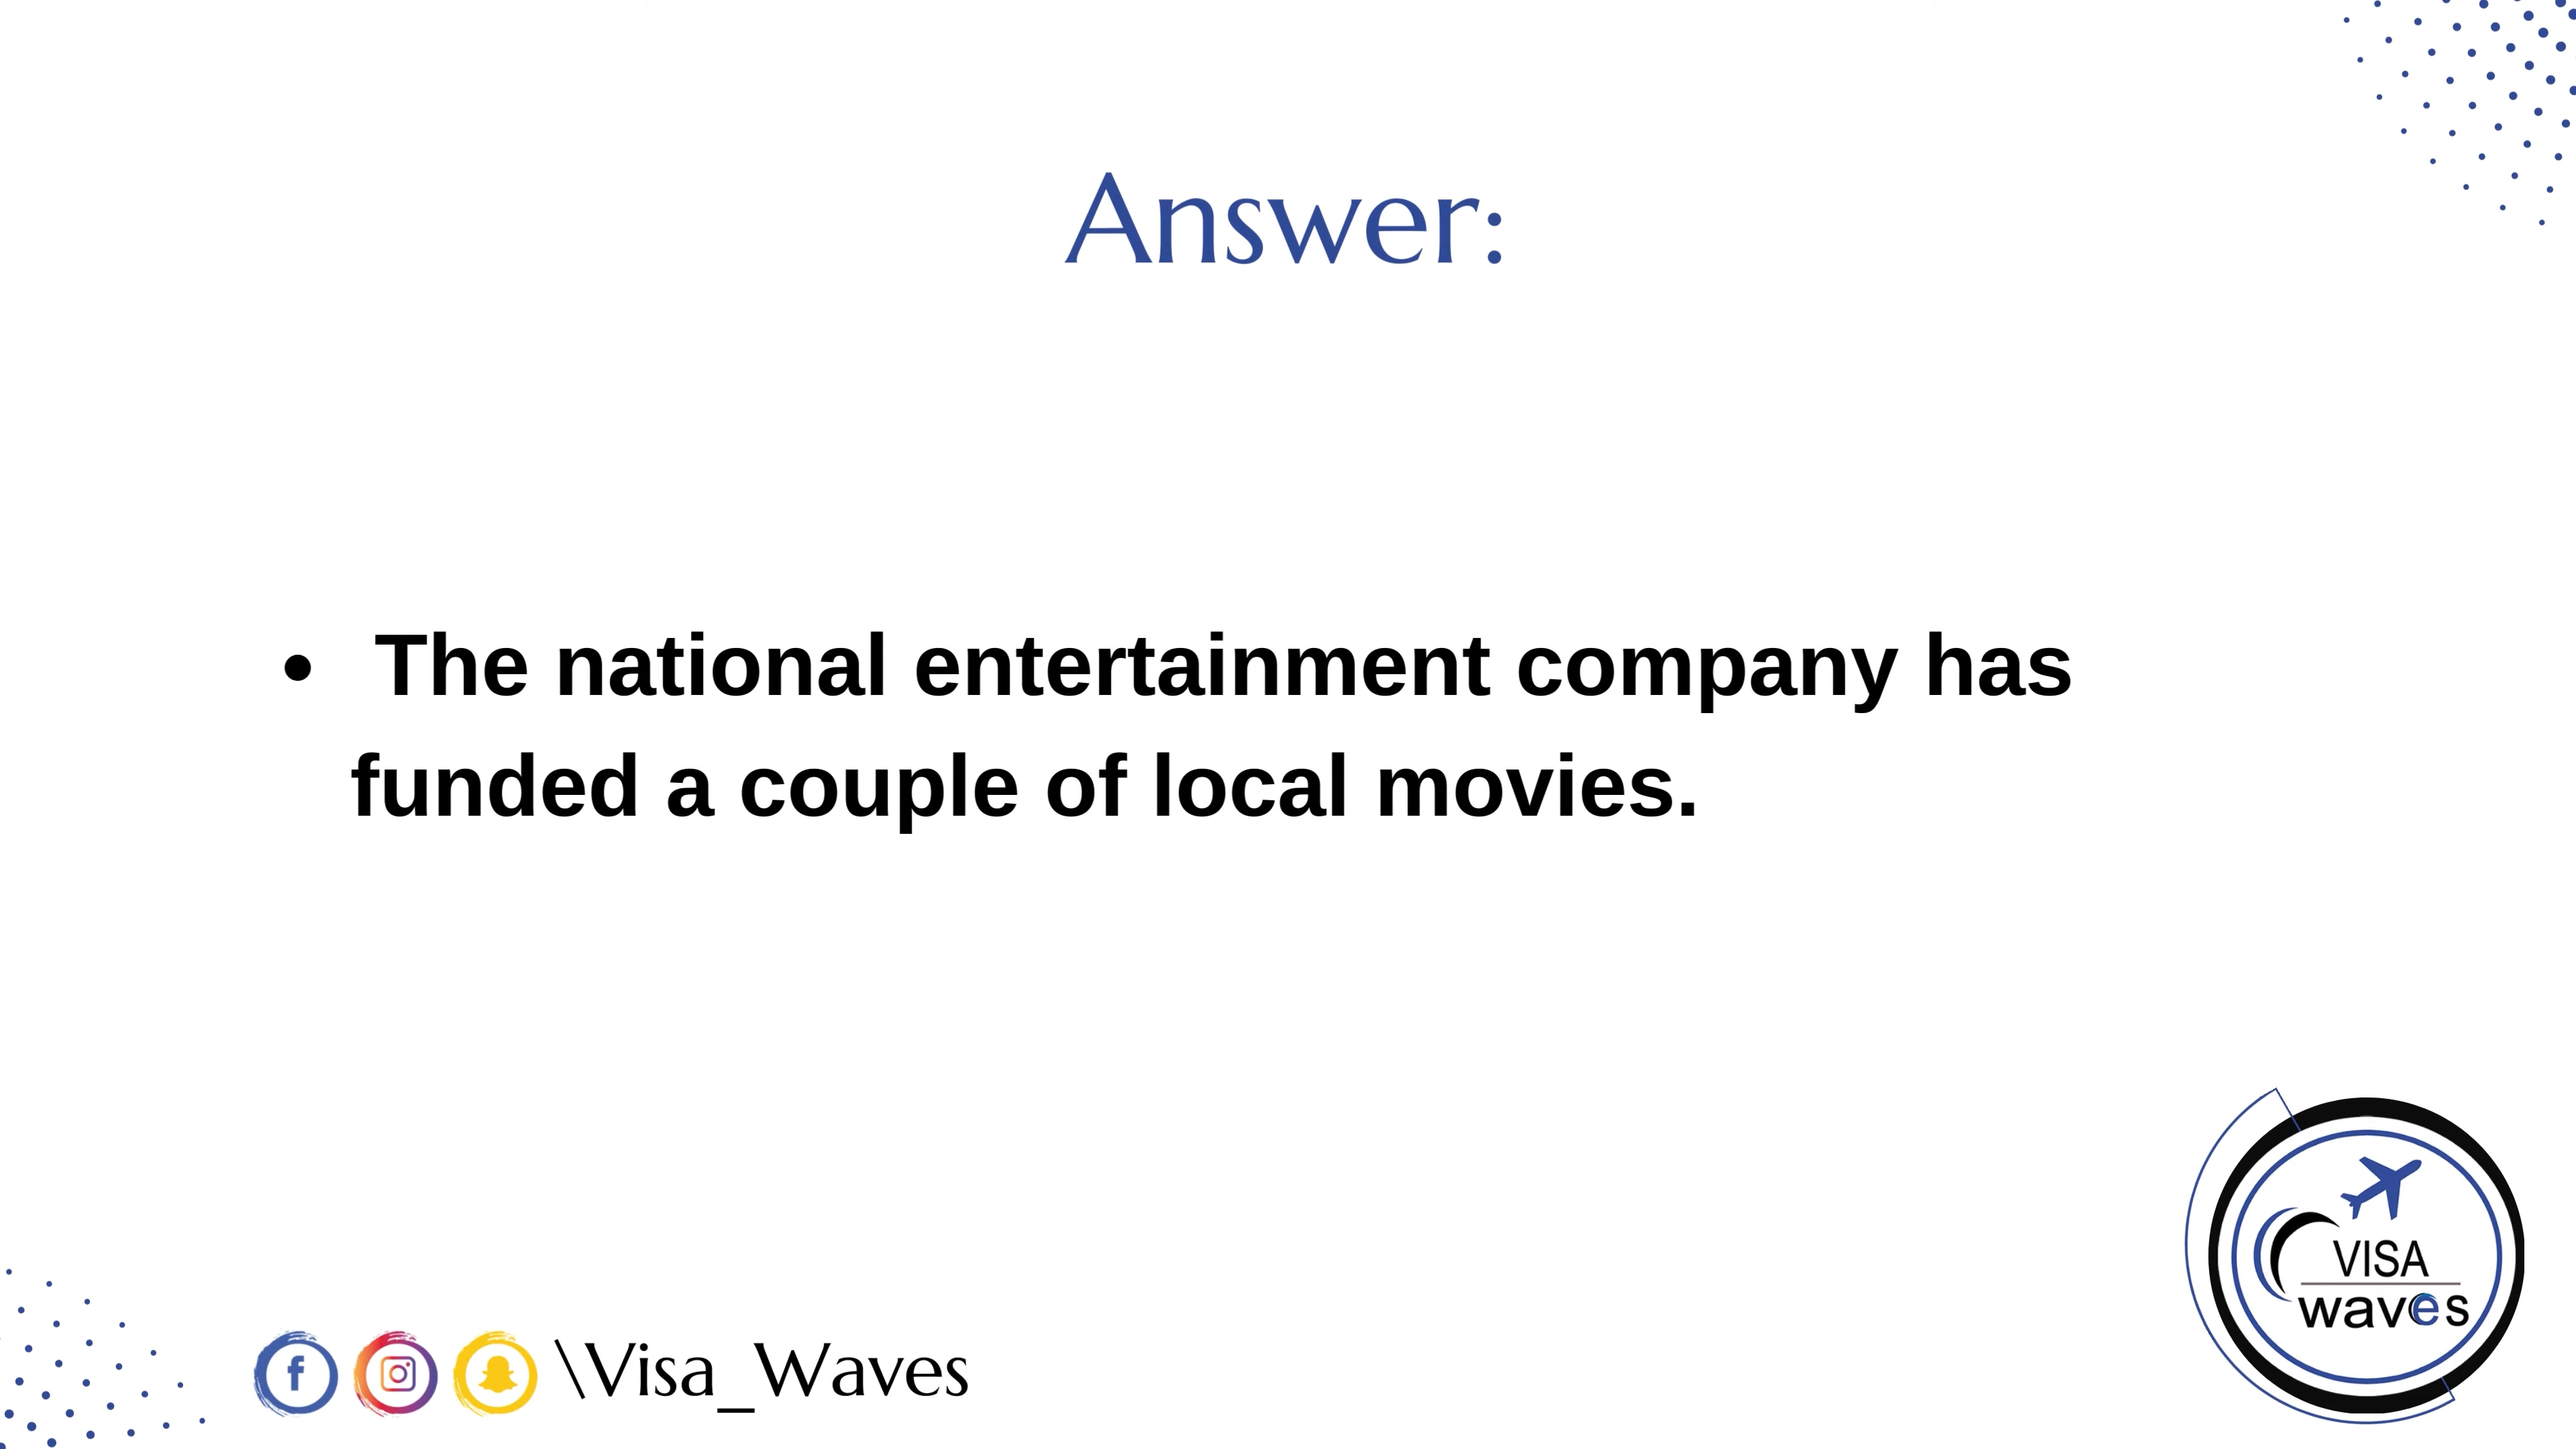 Answer:
• The national entertainment company has
funded a couple of local movies.
VISA
waves
\Visa_Waves